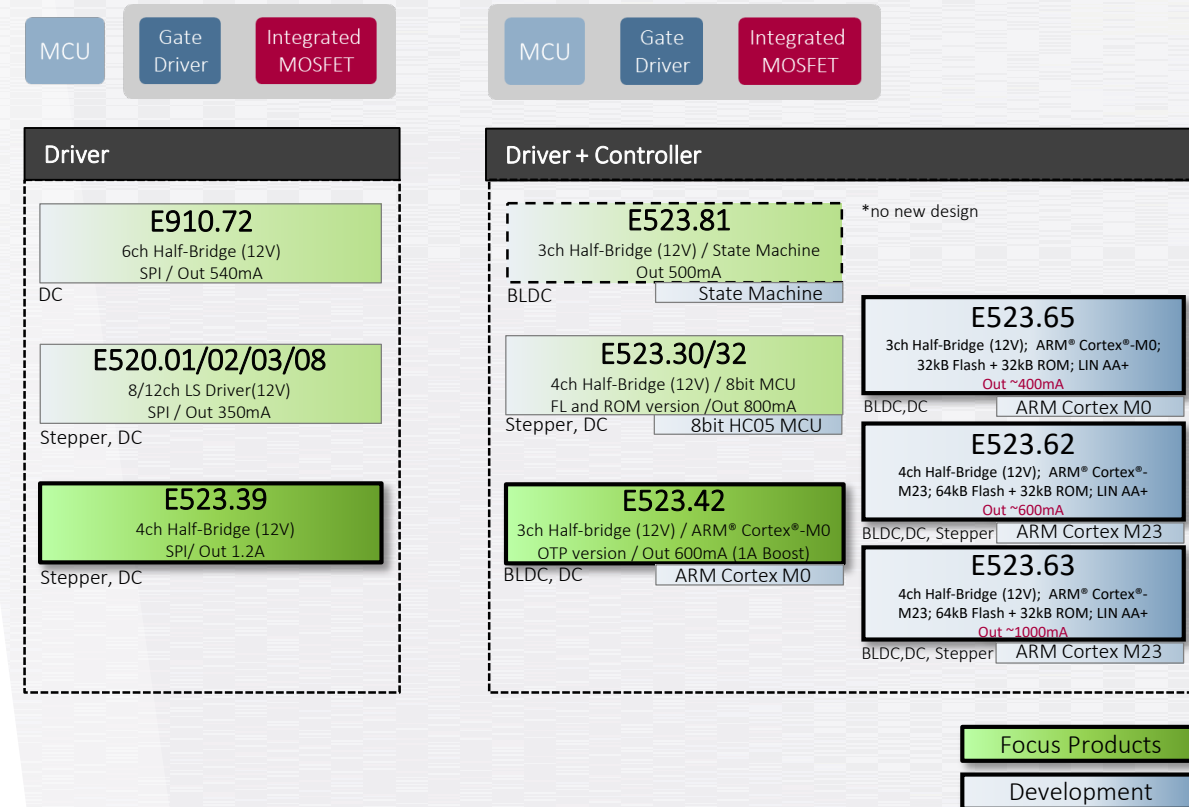 MCU
Gate
Driver
Integrated
MOSFET
MCU
Gate
Driver
Integrated
MOSFET
Driver
E910.72
6ch Half-Bridge (12V)
SPI / Out 540mA
DC
E520.01/02/03/08
8/12ch LS Driver(12V)
SPI / Out 350mA
Stepper, DC
E523.39
4ch Half-Bridge (12V)
SPI/ Out 1.2A
Stepper, DC
Driver + Controller
E523.81
3ch Half-Bridge (12V) / State Machine
Out 500mA
BLDC
State Machine
*no new design
E523.30/32
4ch Half-Bridge (12V) / 8bit MCU
FL and ROM version /Out 800mA
Stepper, DC
8bit HC05 MCU
E523.42
3ch Half-bridge (12V) / ARM® Cortex®-M0
OTP version / Out 600mA (1A Boost)
BLDC, DC
ARM Cortex M0
E523.65
3ch Half-Bridge (12V); ARM® Cortex®-M0;
32kB Flash + 32kB ROM; LIN AA+
Out ~400mA
BLDC,DC
ARM Cortex M0
E523.62
4ch Half-Bridge (12V); ARM® Cortex®-
M23; 64kB Flash + 32kB ROM; LIN AA+
Out ~600mA
BLDC,DC, Stepper
ARM Cortex M23
E523.63
4ch Half-Bridge (12V); ARM® Cortex®-
M23; 64kB Flash + 32kB ROM; LIN AA+
Out ~1000mA
BLDC,DC, Stepper
ARM Cortex M23
Focus Products
Development